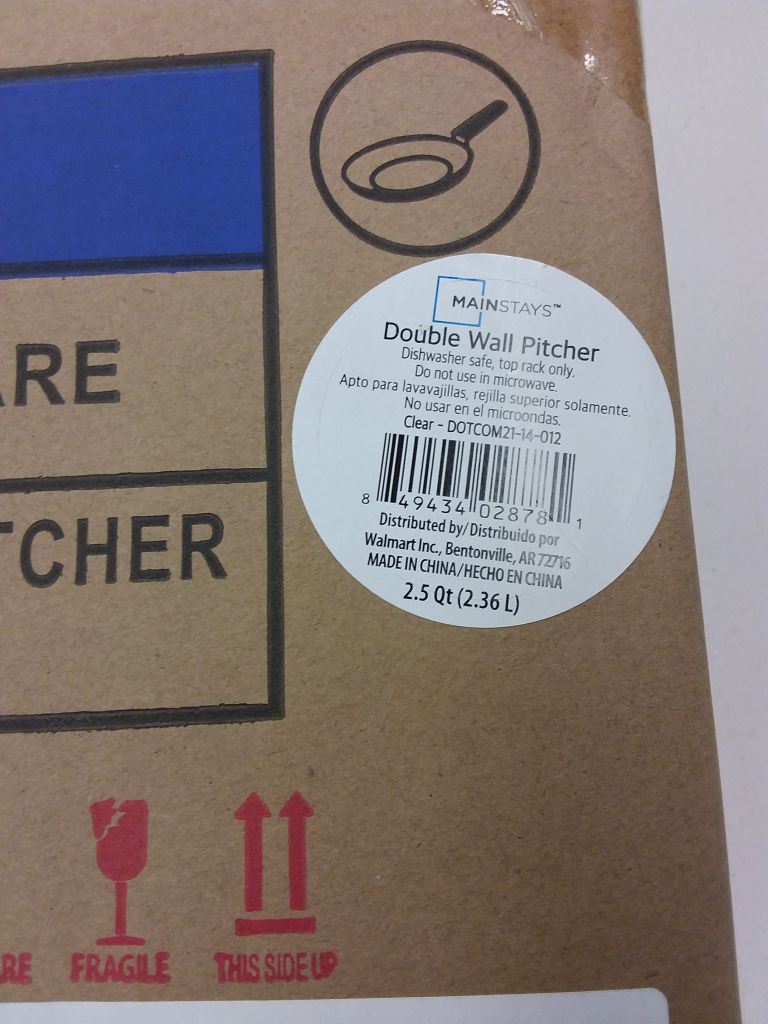 MAINSTAYS™
Double Wall Pitcher
Dishwasher safe, top rack only.
Do not use in microwave.
Apto para lavavajillas, rejilla superior solamente.
No usar en el microondas.
Clear - DOTCOM21-14-012
8 49434 02878 1
Distributed by/Distribuido por
Walmart Inc., Bentonville, AR 72716
MADE IN CHINA/HECHO EN CHINA
2.5 Qt (2.36 L)
ARE
TCHER
RE FRAGILE THIS SIDE UP